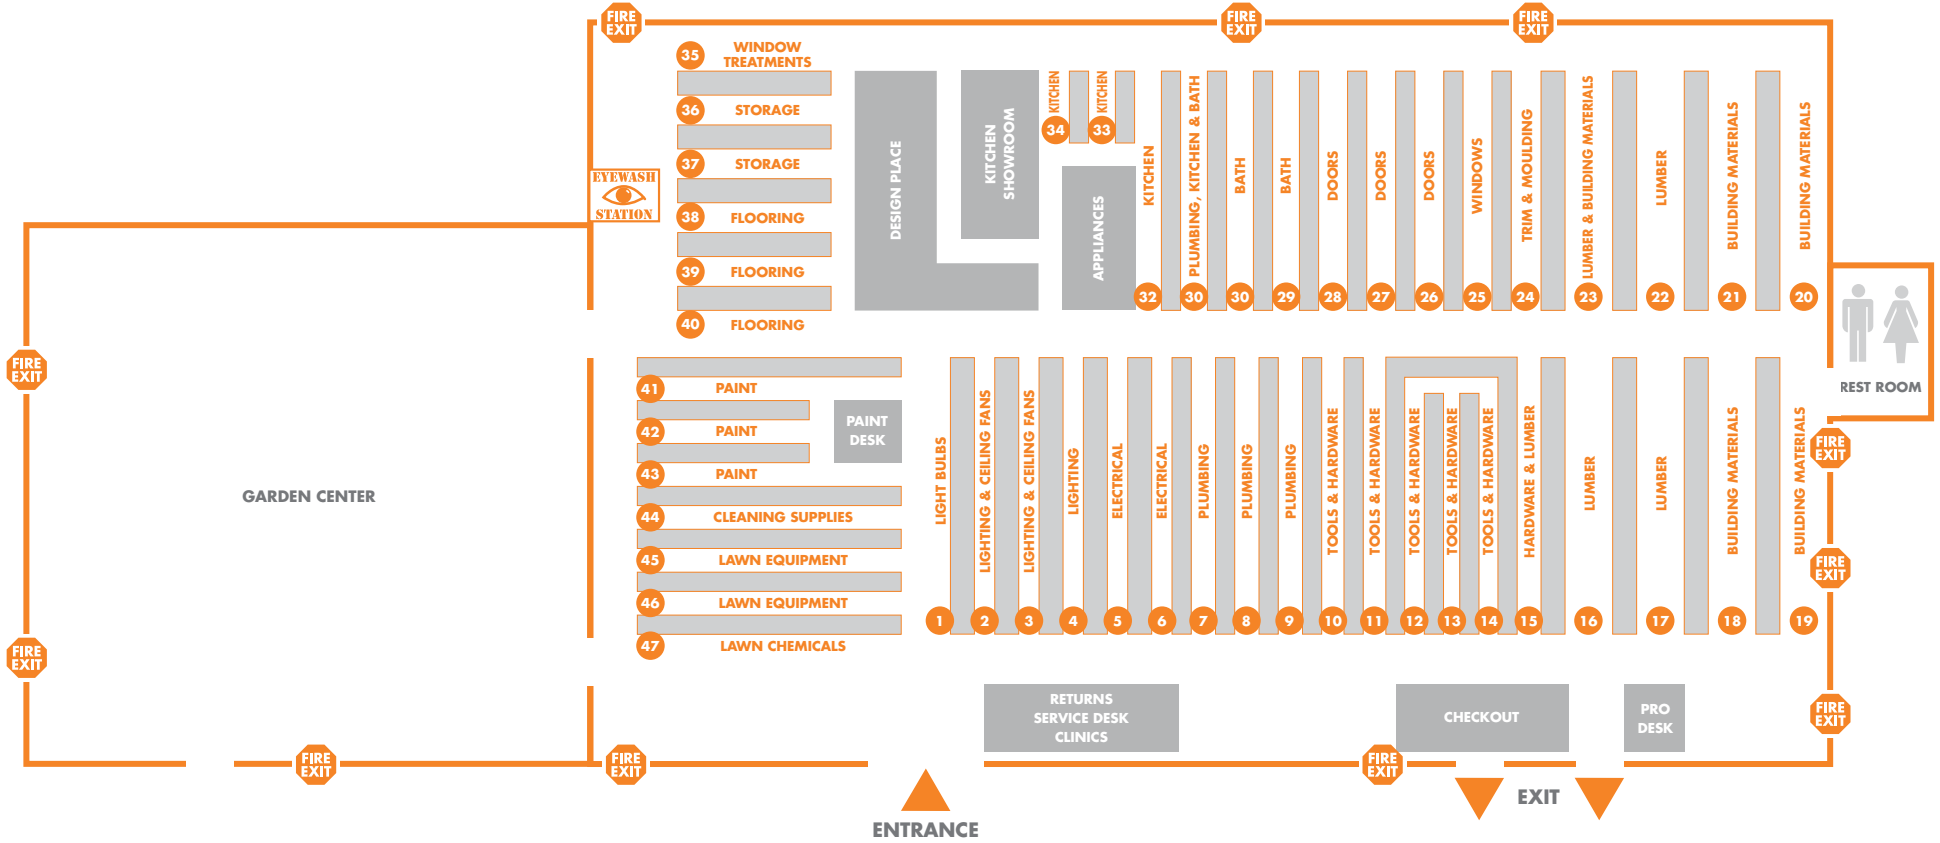 FIRE
EXIT
FIRE
EXIT
FIRE
EXIT
35 WINDOW
TREATMENTS
36 STORAGE
37 STORAGE
EYEWASH
STATION
38 FLOORING
39 FLOORING
40 FLOORING
DESIGN PLACE
KITCHEN
SHOWROOM
KITCHEN
34
KITCHEN
33
APPLIANCES
KITCHEN
32
PLUMBING, KITCHEN & BATH
30
BATH
30
BATH
29
DOORS
28
DOORS
27
DOORS
26
WINDOWS
25
TRIM & MOULDING
24
LUMBER & BUILDING MATERIALS
23
LUMBER
22
BUILDING MATERIALS
21
BUILDING MATERIALS
20
REST ROOM
FIRE
EXIT
FIRE
EXIT
GARDEN CENTER
41 PAINT
42 PAINT
43 PAINT
44 CLEANING SUPPLIES
45 LAWN EQUIPMENT
46 LAWN EQUIPMENT
47 LAWN CHEMICALS
PAINT
DESK
LIGHT BULBS
1
LIGHTING & CEILING FANS
2
LIGHTING & CEILING FANS
3
LIGHTING
4
ELECTRICAL
5
ELECTRICAL
6
PLUMBING
7
PLUMBING
8
PLUMBING
9
TOOLS & HARDWARE
10
TOOLS & HARDWARE
11
TOOLS & HARDWARE
12
TOOLS & HARDWARE
13
TOOLS & HARDWARE
14
HARDWARE & LUMBER
15
LUMBER
16
LUMBER
17
BUILDING MATERIALS
18
BUILDING MATERIALS
19
FIRE
EXIT
FIRE
EXIT
FIRE
EXIT
RETURNS
SERVICE DESK
CLINICS
CHECKOUT
PRO
DESK
FIRE
EXIT
FIRE
EXIT
FIRE
EXIT
ENTRANCE
EXIT